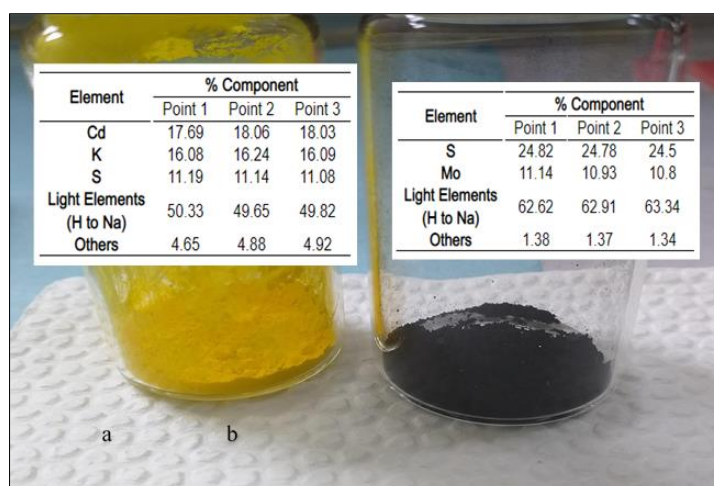 Element % Component
Point 1 Point 2 Point 3
Cd 17.69 18.06 18.03
K 16.08 16.24 16.09
S 11.19 11.14 11.08
Light Elements
(H to Na) 50.33 49.65 49.82
Others 4.65 4.88 4.92
Element % Component
Point 1 Point 2 Point 3
S 24.82 24.78 24.5
Mo 11.14 10.93 10.8
Light Elements
(H to Na) 62.62 62.91 63.34
Others 1.38 1.37 1.34
a b